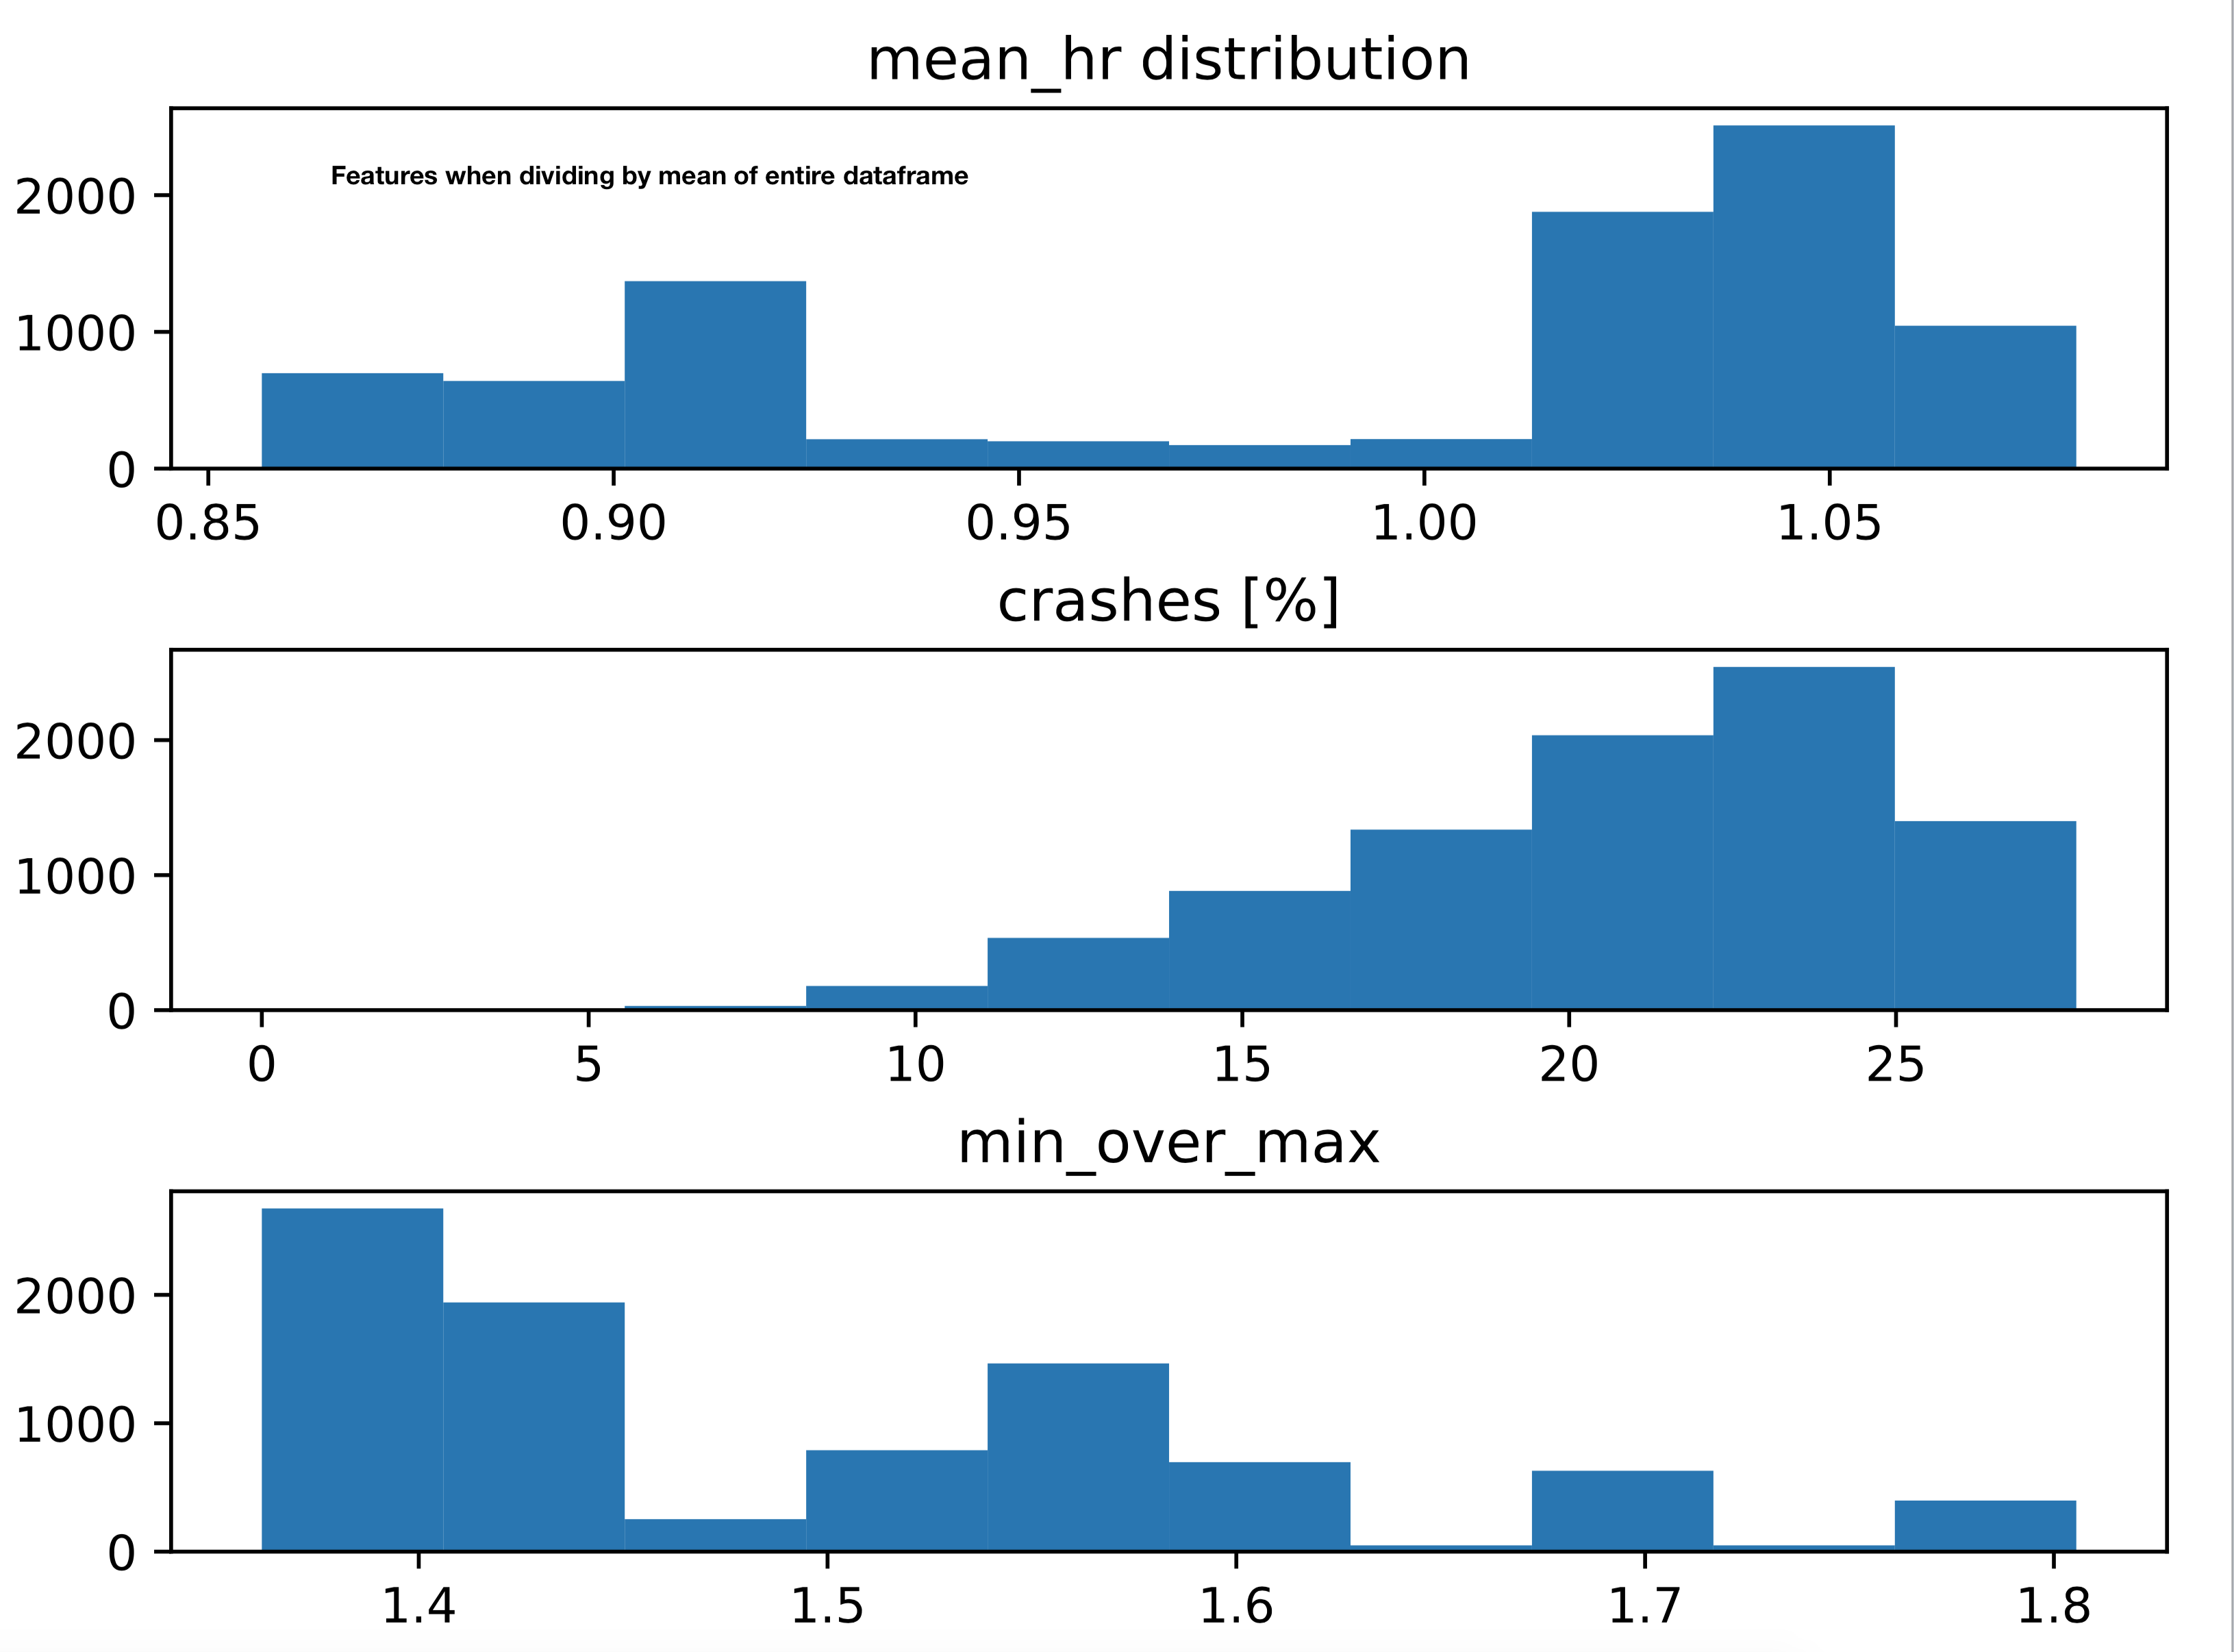 mean_hr distribution
Features when dividing by mean of entire dataframe
2000
1000
0
0.85 0.90 0.95 1.00 1.05
crashes [%]
2000
1000
0
0 5 10 15 20 25
min_over_max
2000
1000
0
1.4 1.5 1.6 1.7 1.8